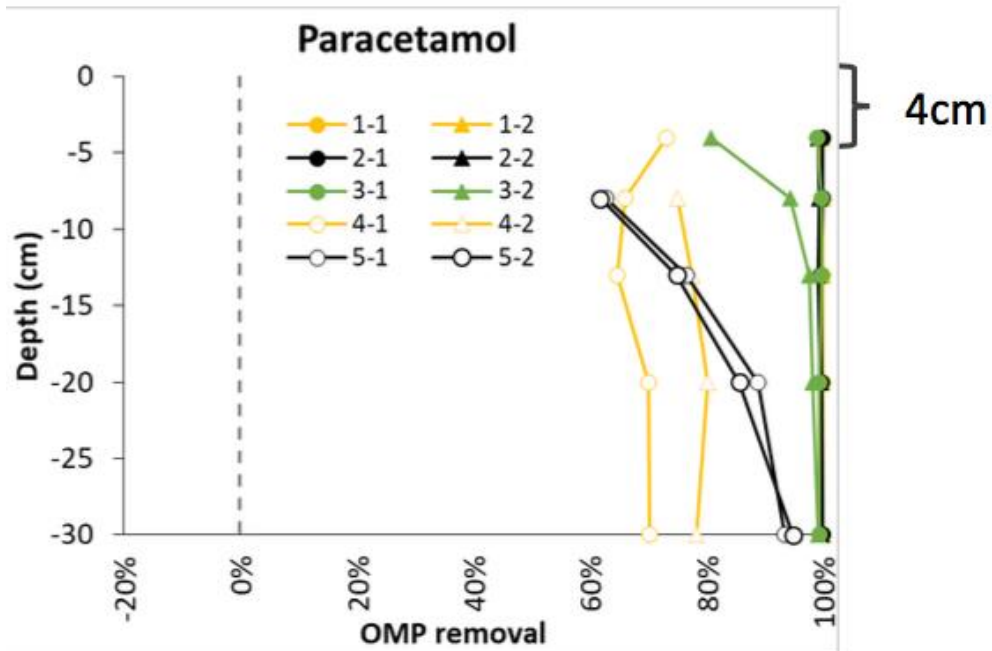 Paracetamol
4cm
0
-5
-10
-15
-20
-25
-30
Depth (cm)
1-1 1-2
2-1 2-2
3-1 3-2
4-1 4-2
5-1 5-2
-20% 0% 20% 40% 60% 80% 100%
OMP removal